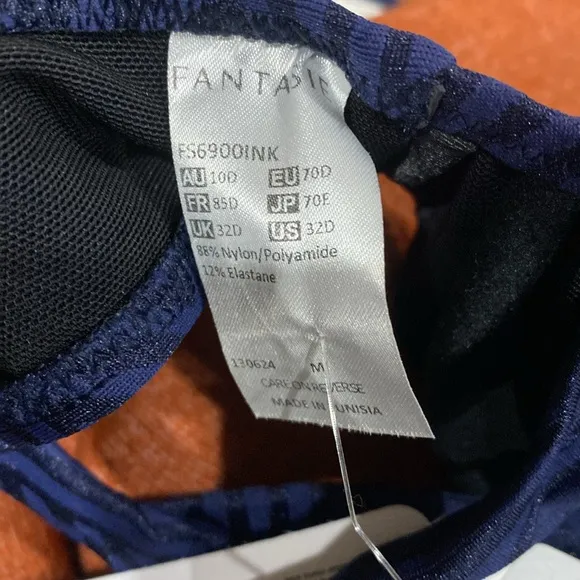 FANTASIE
FS6900INK
AU 10D EU 70D
FR 85D JP 70E
UK 32D US 32D
88% Nylon/Polyamide
12% Elastane
130624 M
CARE ON REVERSE
MADE IN TUNISIA